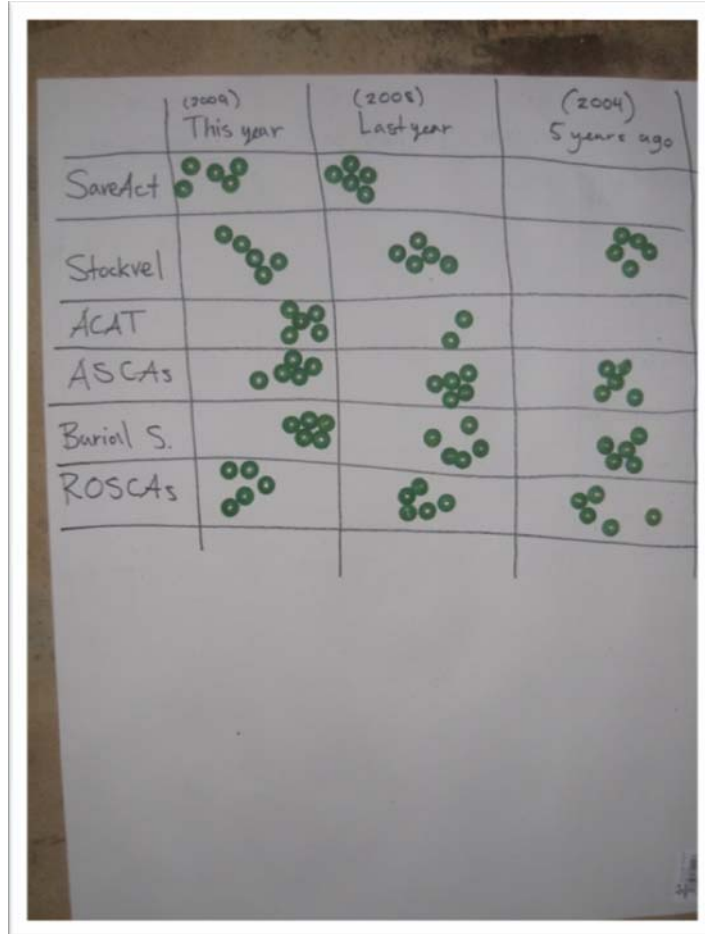 (2009) (2008) (2004)
This year Last year 5 years ago
SaveAct
Stockvel
ACAT
ASCAs
Burial S.
ROSCAs